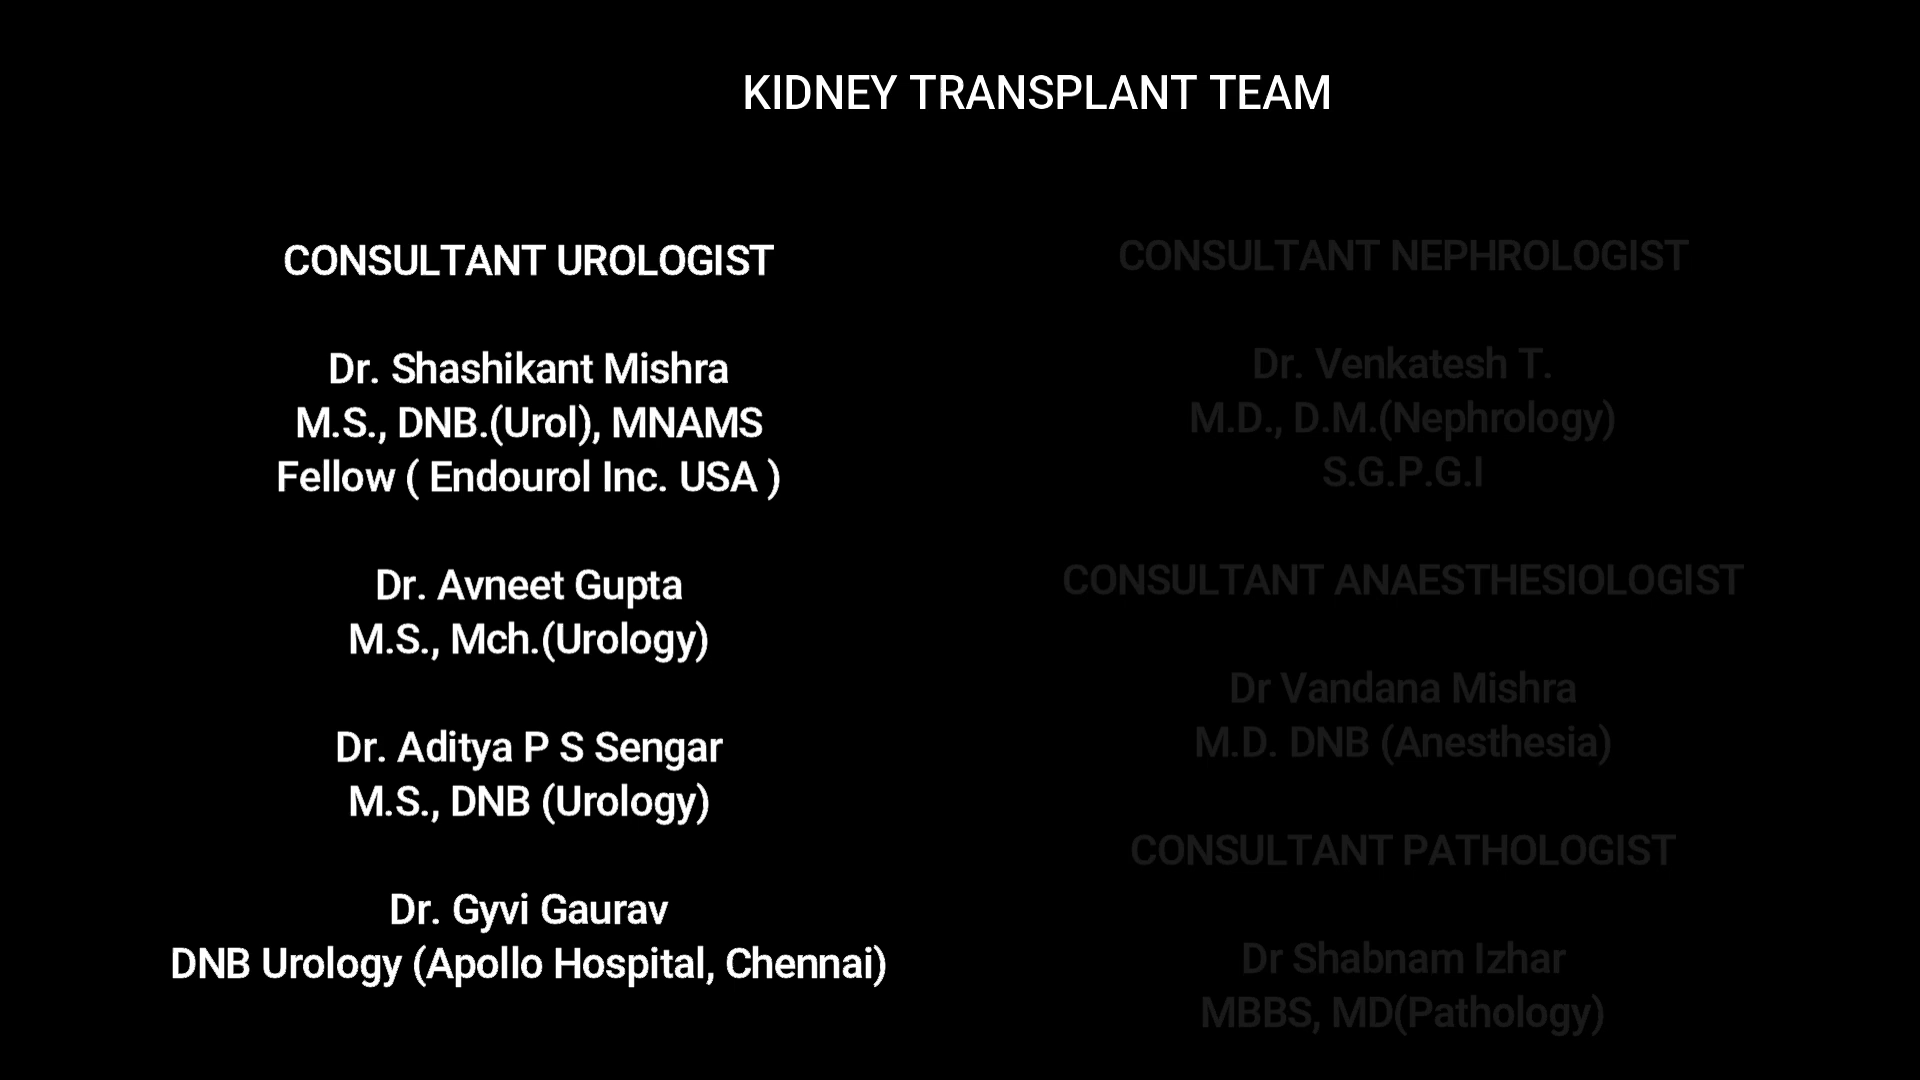 KIDNEY TRANSPLANT TEAM
CONSULTANT UROLOGIST
Dr. Shashikant Mishra
M.S., DNB.(Urol), MNAMS
Fellow ( Endourol Inc. USA )
Dr. Avneet Gupta
M.S., Mch.(Urology)
Dr. Aditya P S Sengar
M.S., DNB (Urology)
Dr. Gyvi Gaurav
DNB Urology (Apollo Hospital, Chennai)
CONSULTANT NEPHROLOGIST
Dr. Venkatesh T.
M.D., D.M.(Nephrology)
S.G.P.G.I
CONSULTANT ANAESTHESIOLOGIST
Dr Vandana Mishra
M.D. DNB (Anesthesia)
CONSULTANT PATHOLOGIST
Dr Shabnam Izhar
MBBS, MD(Pathology)